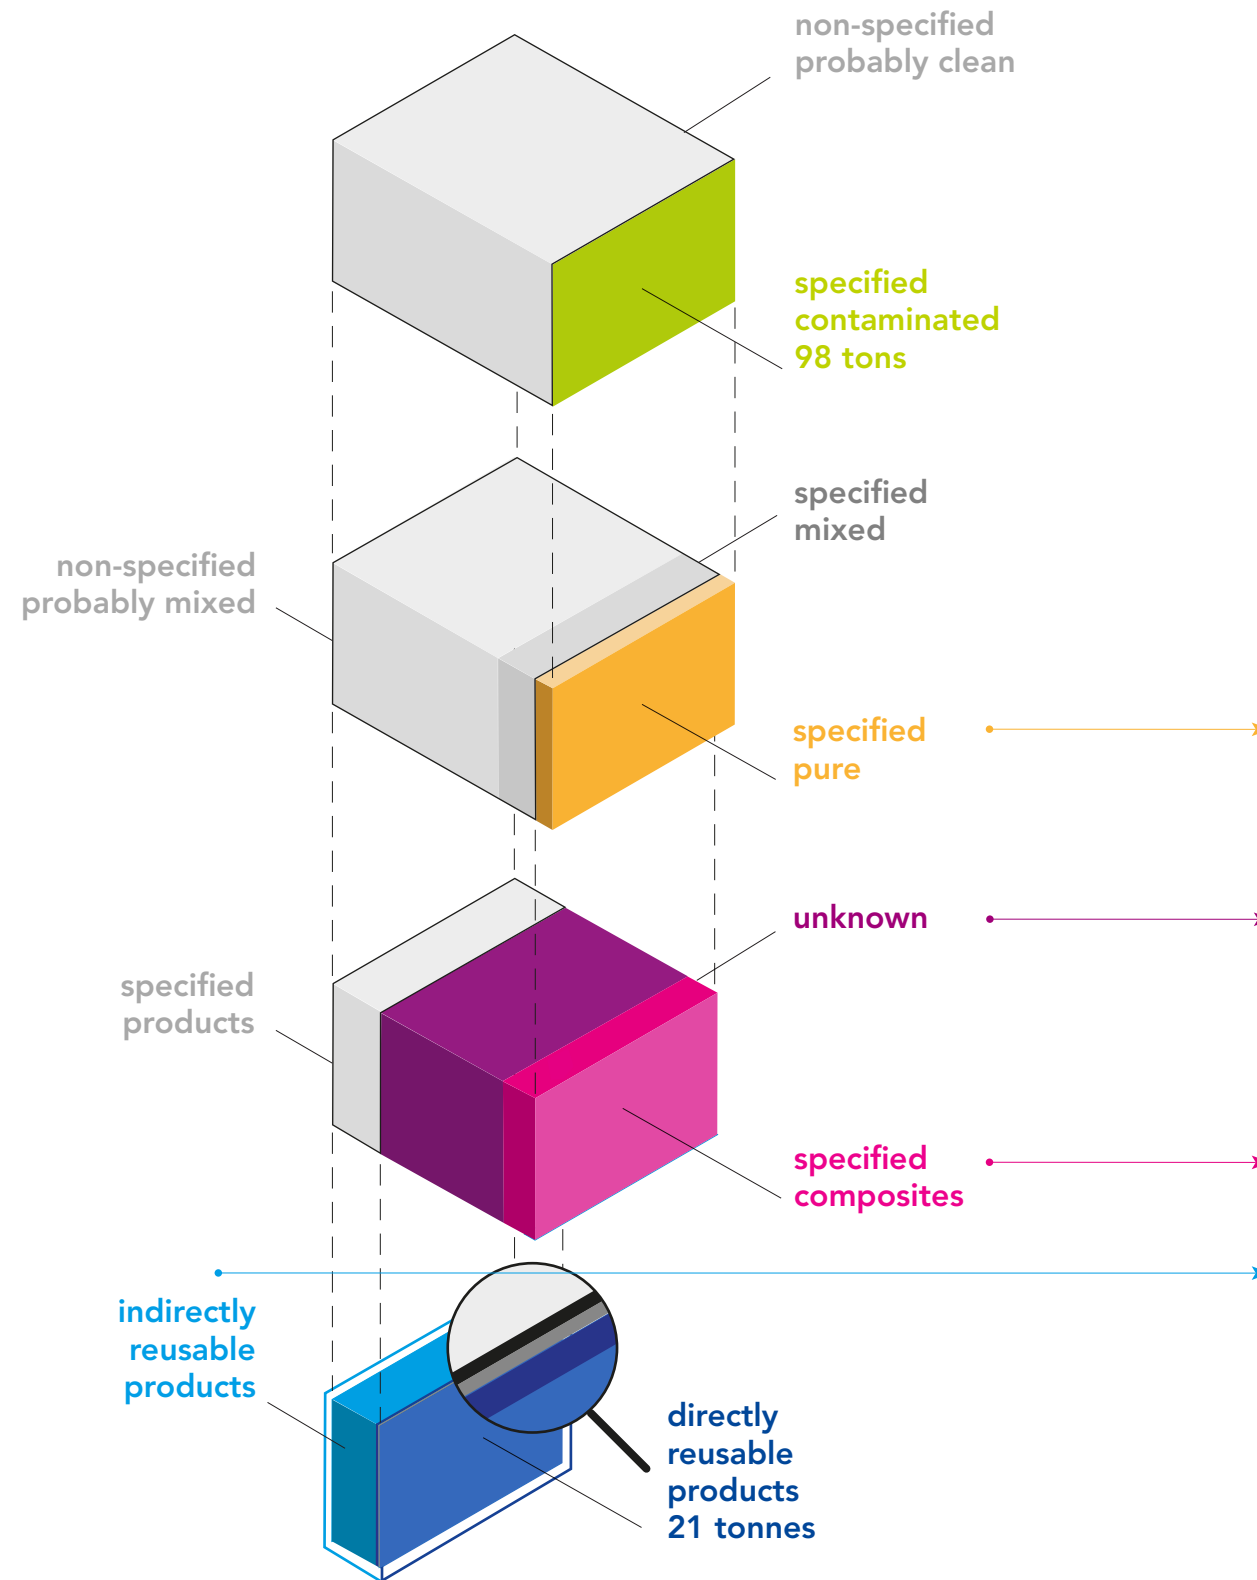 non-specified
probably clean
specified
contaminated
98 tons
specified
mixed
non-specified
probably mixed
specified
pure
unknown
specified
products
specified
composites
indirectly
reusable
products
directly
reusable
products
21 tonnes